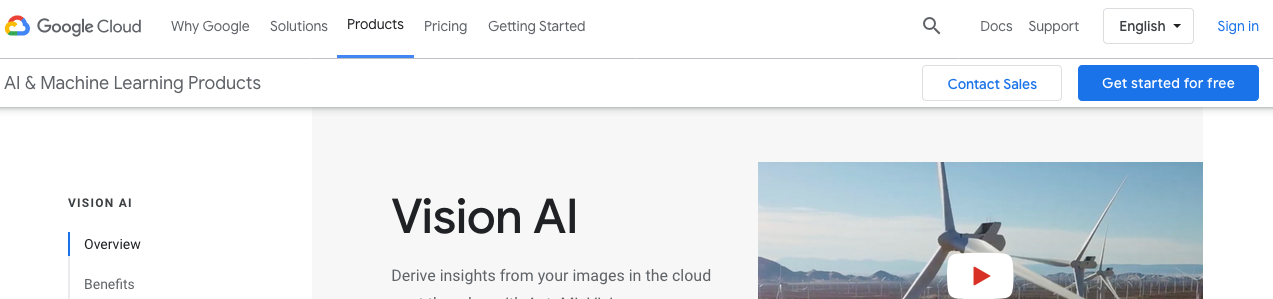 Google Cloud Why Google Solutions Products Pricing Getting Started Docs Support English Sign in
AI & Machine Learning Products Contact Sales Get started for free
VISION AI
Overview
Benefits
Vision AI
Derive insights from your images in the cloud